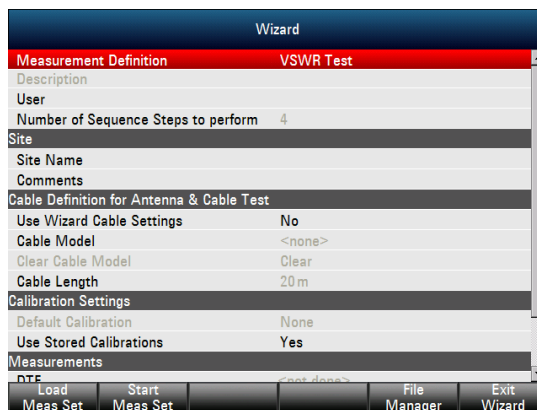 Wizard
Measurement Definition VSWR Test
Description
User
Number of Sequence Steps to perform 4
Site
Site Name
Comments
Cable Definition for Antenna & Cable Test
Use Wizard Cable Settings No
Cable Model <none>
Clear Cable Model Clear
Cable Length 20 m
Calibration Settings
Default Calibration None
Use Stored Calibrations Yes
Measurements
DTF <not done>
Load Meas Set
Start Meas Set
File Manager
Exit Wizard